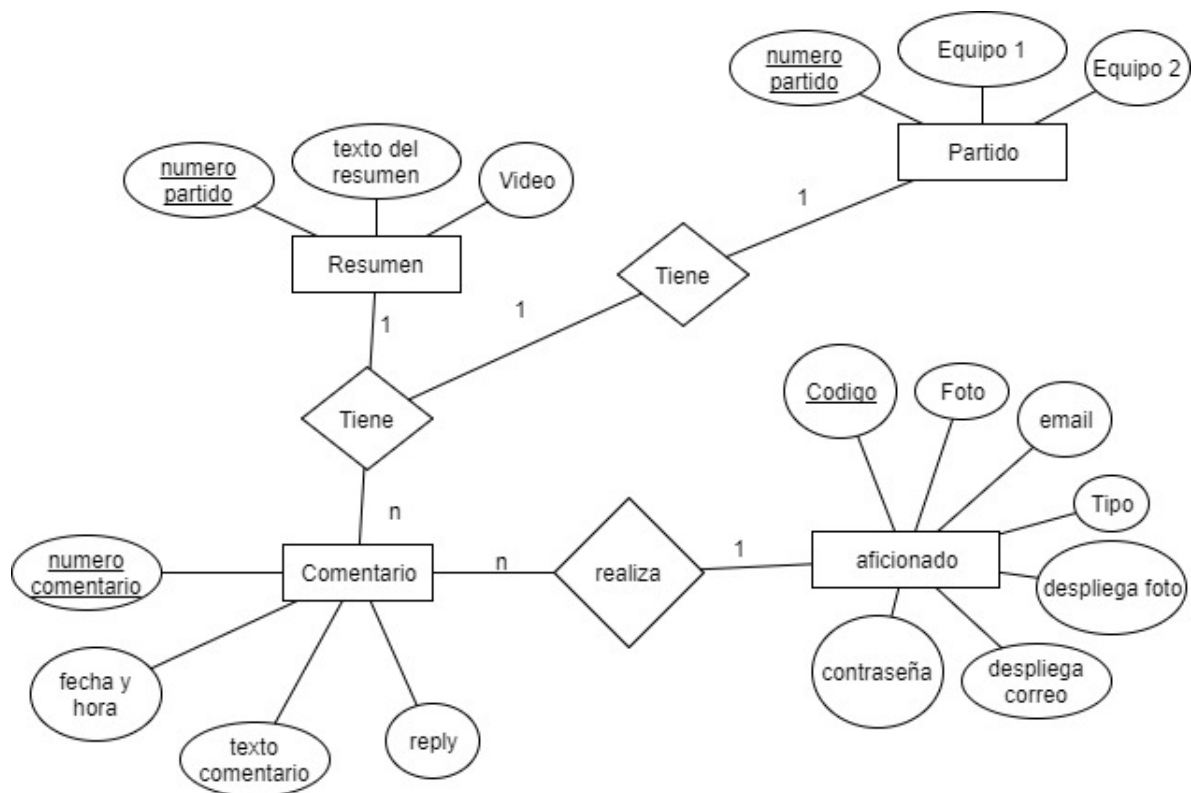 Equipo 1
numero
partido
Equipo 2
Partido
texto del
resumen
numero
partido
Video
1
Resumen
Tiene
1
1
Codigo
Foto
email
Tiene
Tipo
n
numero
comentario
Comentario
n
realiza
1
aficionado
despliega foto
contraseña
despliega
correo
fecha y
hora
texto
comentario
reply